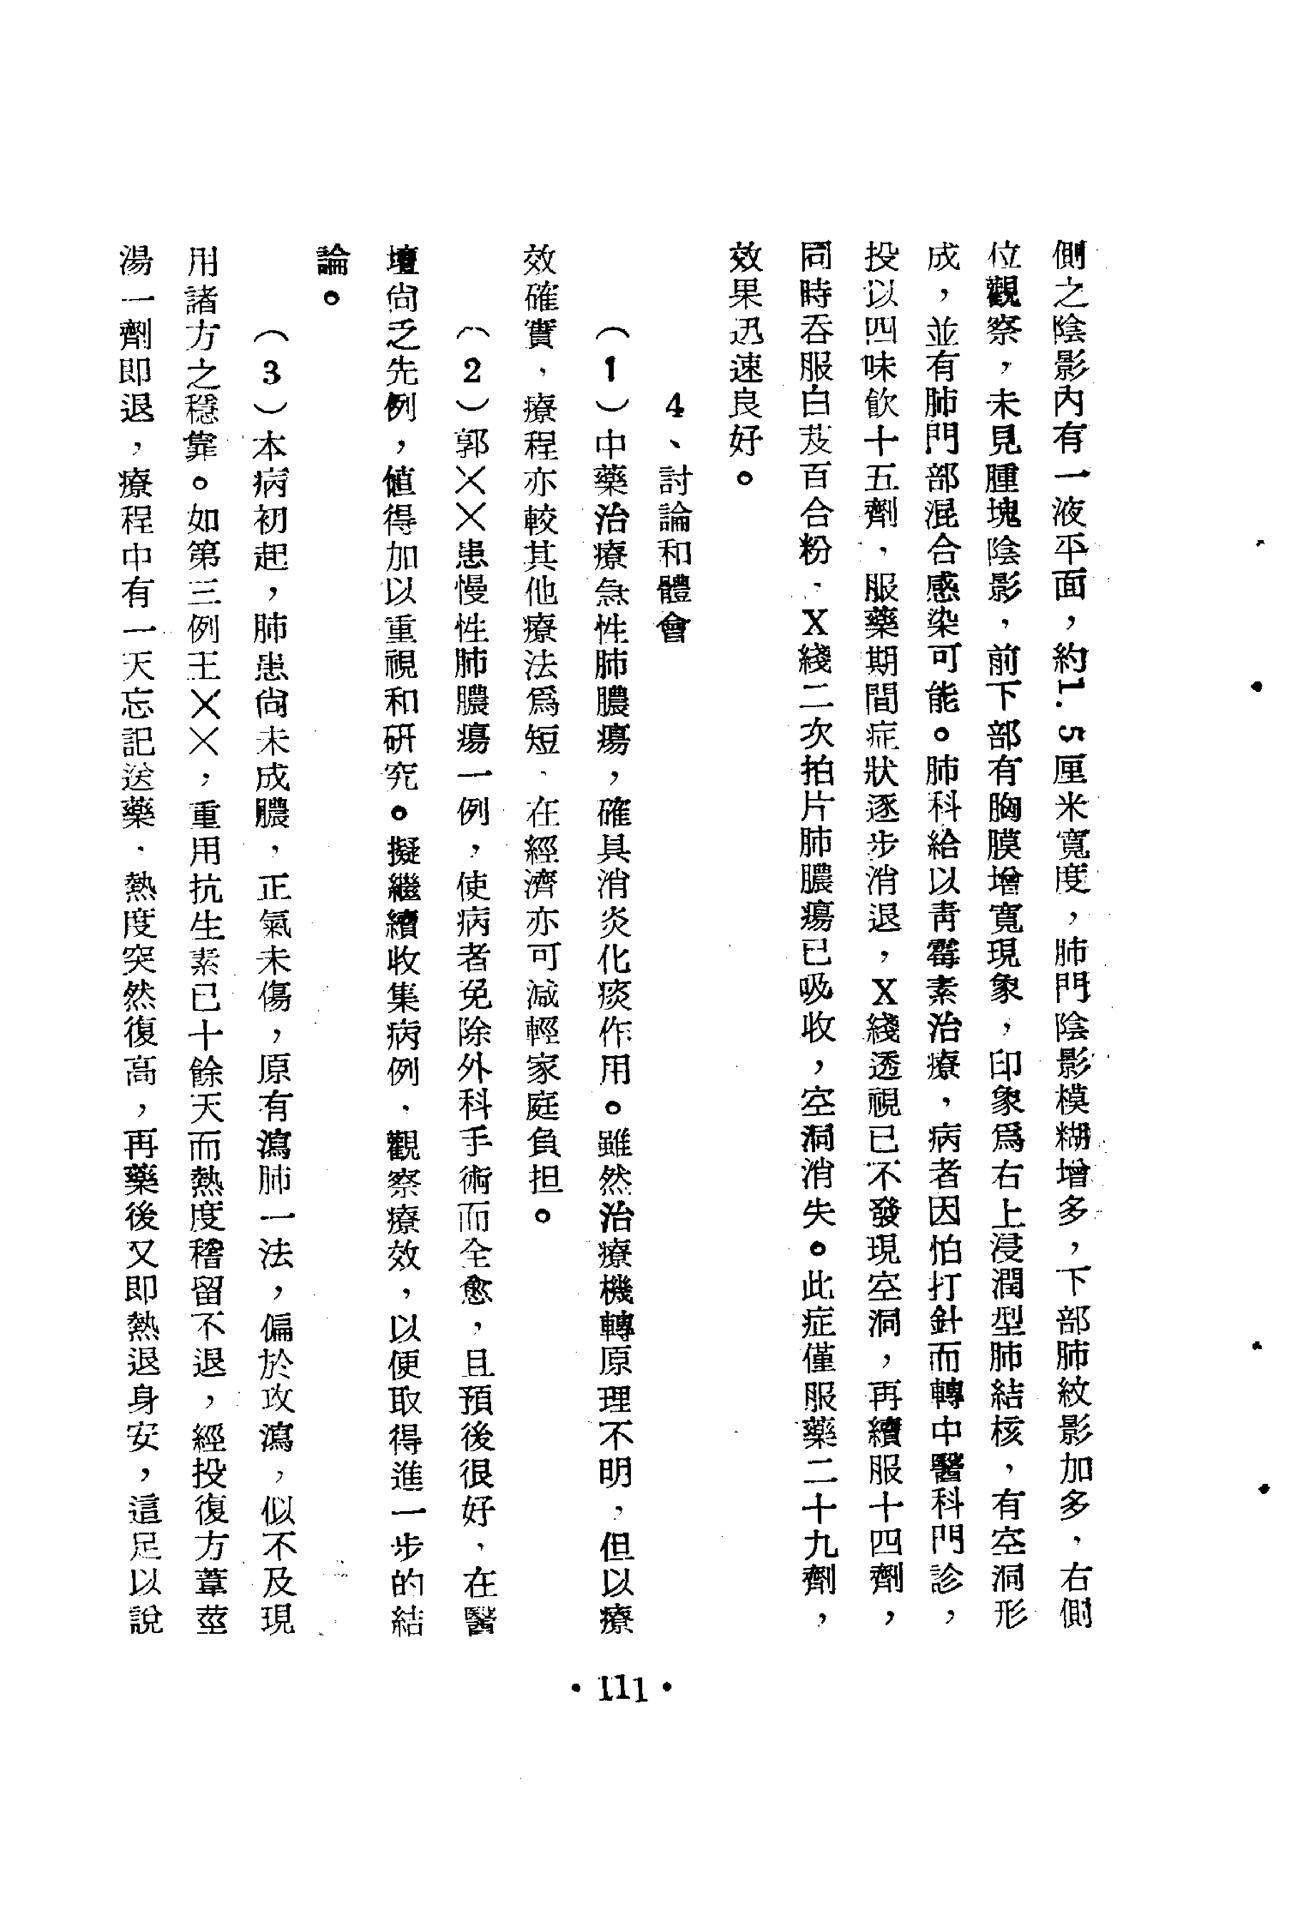 側之陰影內有一液平面，約1.5厘米寬度，肺門陰影模糊增多，下部肺紋影加多，右側
位觀察，未見腫塊陰影，前下部有胸膜增寬現象，印象爲右上浸潤型肺結核，有空洞形
成，並有肺門部混合感染可能。肺科給以靑霉素治療，病者因怕打針而轉中醫科門診，
投以四味飮十五劑，服藥期間症狀逐步消退，X綫透視已不發現空洞，再續服十四劑，
同時吞服白芨百合粉，X綫二次拍片肺膿瘍已吸收，空洞消失。此症僅服藥二十九劑，
效果迅速良好。
4、討論和體會
（1）中藥治療急性肺膿瘍，確具消炎化痰作用。雖然治療機轉原理不明，但以療
效確實，療程亦較其他療法爲短，在經濟亦可減輕家庭負担。
（2）郭××患慢性肺膿瘍一例，使病者免除外科手術而全愈，且預後很好，在醫
壇尙乏先例，値得加以重視和研究。擬繼續收集病例，觀察療效，以便取得進一步的結
論。
（3）本病初起，肺患尙未成膿，正氣未傷，原有瀉肺一法，偏於攻瀉，似不及現
用諸方之穩靠。如第三例王××，重用抗生素已十餘天而熱度稽留不退，經投復方葦莖
湯一劑即退，療程中有一天忘記送藥，熱度突然復高，再藥後又即熱退身安，這足以說
·111·